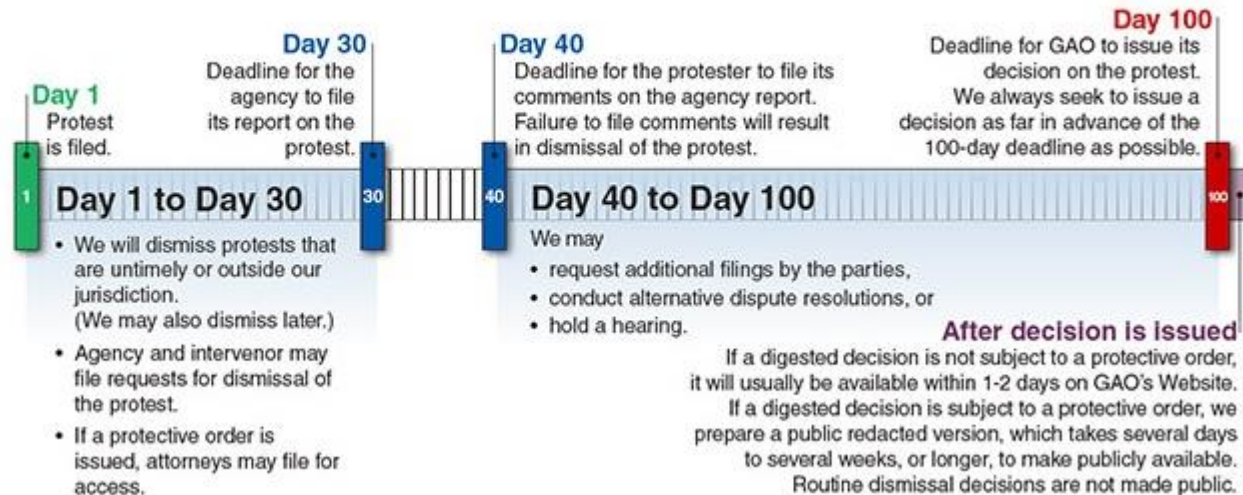 Day 1
Protest
is filed.
Day 30
Deadline for the
agency to file
its report on the
protest.
Day 40
Deadline for the protester to file its
comments on the agency report.
Failure to file comments will result
in dismissal of the protest.
Day 100
Deadline for GAO to issue its
decision on the protest.
We always seek to issue a
decision as far in advance of the
100-day deadline as possible.
1
Day 1 to Day 30
30
40
Day 40 to Day 100
100
• We will dismiss protests that
are untimely or outside our
jurisdiction.
(We may also dismiss later.)
• Agency and intervenor may
file requests for dismissal of
the protest.
• If a protective order is
issued, attorneys may file for
access.
We may
• request additional filings by the parties,
• conduct alternative dispute resolutions, or
• hold a hearing.
After decision is issued
If a digested decision is not subject to a protective order,
it will usually be available within 1-2 days on GAO's Website.
If a digested decision is subject to a protective order, we
prepare a public redacted version, which takes several days
to several weeks, or longer, to make publicly available.
Routine dismissal decisions are not made public.